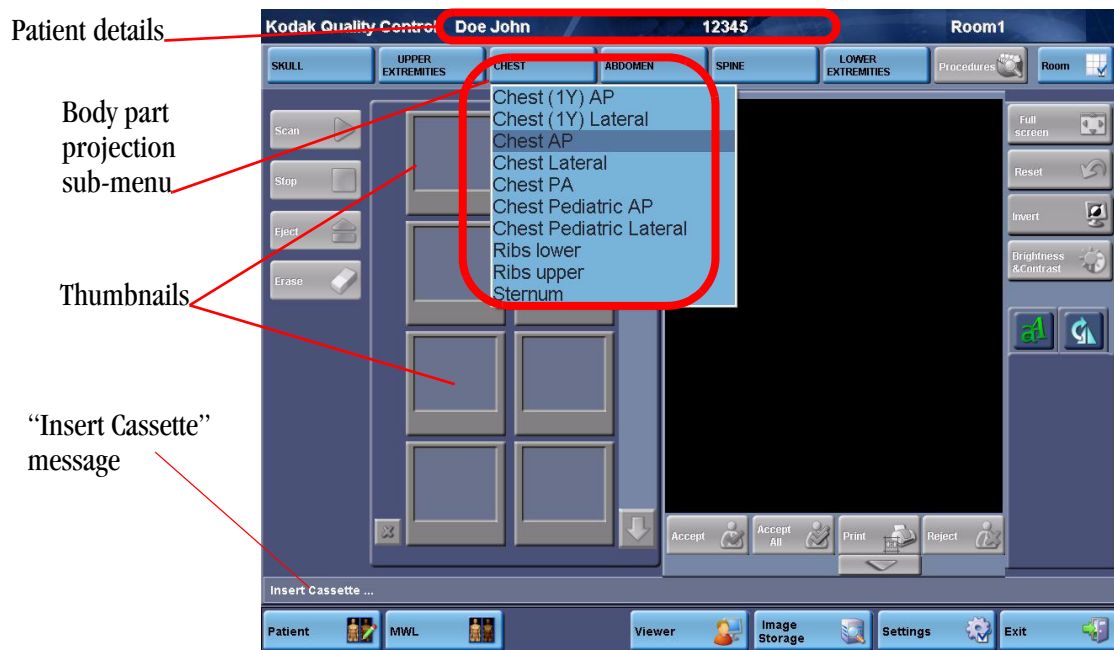 Patient details
Body part
projection
sub-menu
Thumbnails
“Insert Cassette”
message
Kodak Quality Control Doe John 12345 Room1
SKULL
UPPER
EXTREMITIES
CHEST
ABDOMEN
SPINE
LOWER
EXTREMITIES
Procedures
Room
Scan
Stop
Eject
Erase
Chest (1Y) AP
Chest (1Y) Lateral
Chest AP
Chest Lateral
Chest PA
Chest Pediatric AP
Chest Pediatric Lateral
Ribs lower
Ribs upper
Sternum
Full
screen
Reset
Invert
Brightness
&Contrast
a1
Accept
Accept
All
Print
Reject
Insert Cassette ...
Patient
MWL
Viewer
Image
Storage
Settings
Exit